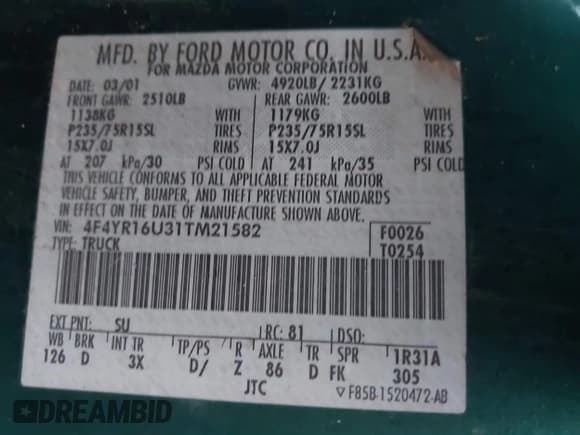 MFD. BY FORD MOTOR CO. IN U.S.A.
FOR MAZDA MOTOR CORPORATION
DATE: 03/01 GVWR: 4920LB/ 2231KG
FRONT GAWR: 2510LB REAR GAWR: 2600LB
1138KG WITH 1179KG WITH
P235/75R15SL TIRES P235/75R15SL TIRES
15X7.0J RIMS 15X7.0J RIMS
AT 207 kPa/30 PSI COLD AT 241 kPa/35 PSI COLD
THIS VEHICLE CONFORMS TO ALL APPLICABLE FEDERAL MOTOR
VEHICLE SAFETY, BUMPER, AND THEFT PREVENTION STANDARDS
IN EFFECT ON THE DATE OF MANUFACTURE SHOWN ABOVE.
VIN: 4F4YR16U31TM21582 F0026
TYPE: TRUCK T0254
EXT PNT: SU RC: 81 DSO:
WB BRK INT TR TP/PS R AXLE TR SPR 1R31A
126 D 3X D/ Z 86 D FK 305
JTC ▽F85B-1520472-AB
DREAMBID